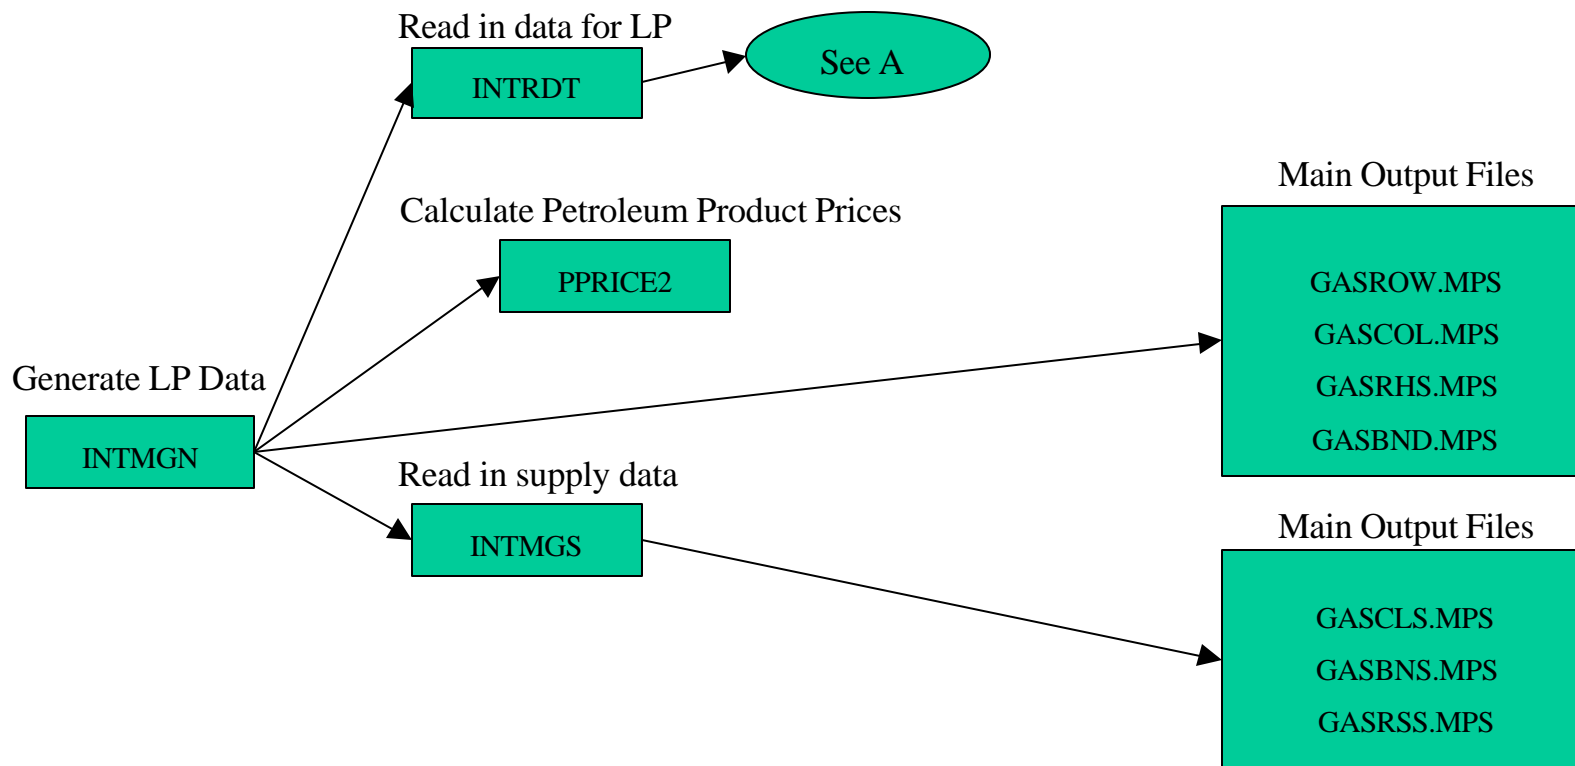 Read in data for LP
INTRDT
See A
Main Output Files
Calculate Petroleum Product Prices
PPRICE2
GASROW.MPS
GASCOL.MPS
GASRHS.MPS
GASBND.MPS
Generate LP Data
INTMGN
Read in supply data
INTMGS
Main Output Files
GASCLS.MPS
GASBNS.MPS
GASRSS.MPS